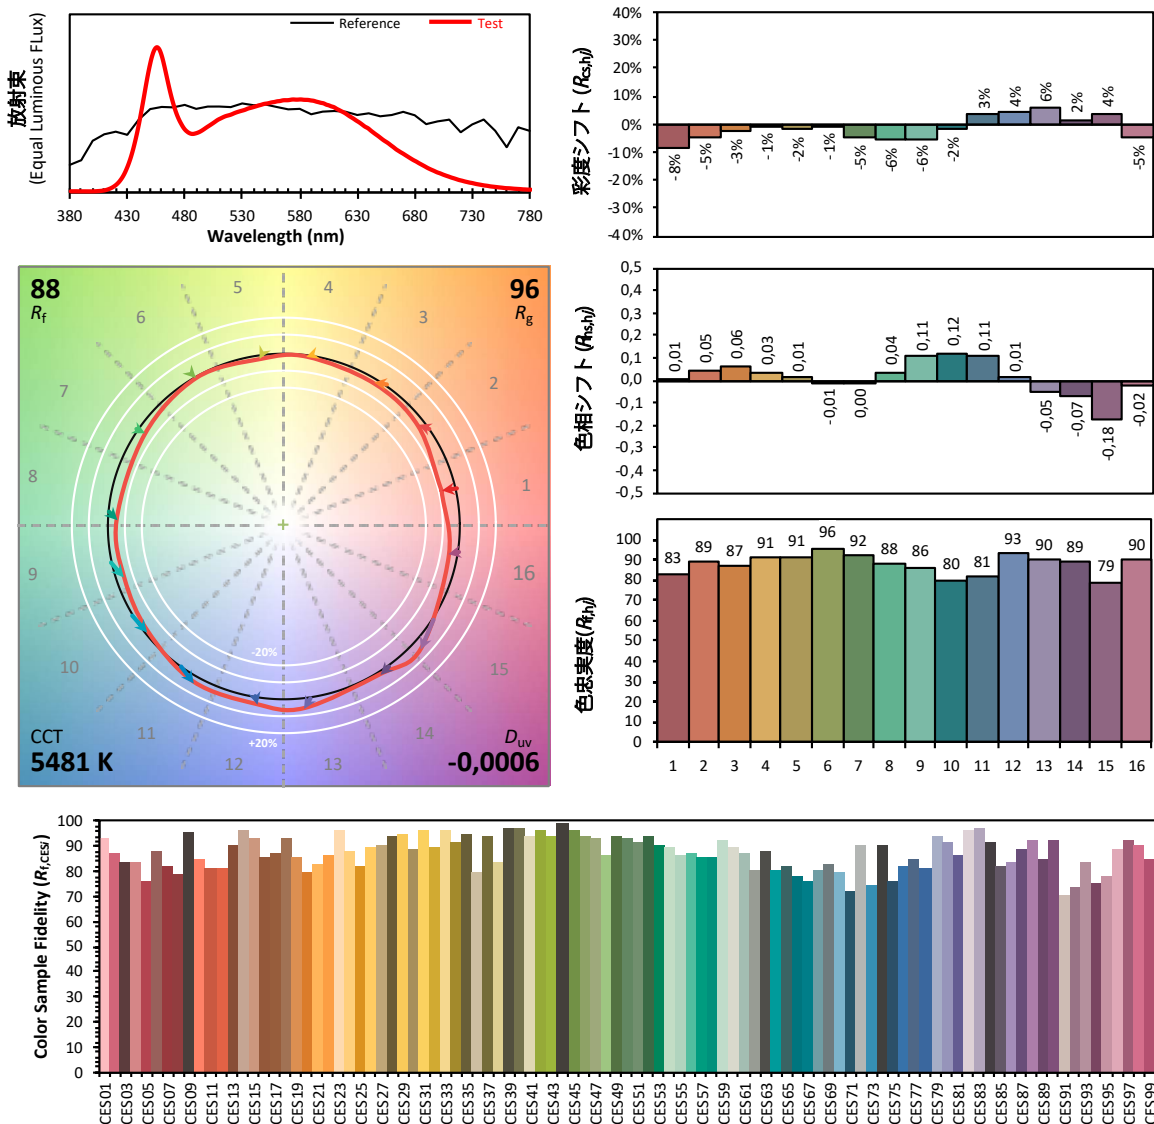 Reference
Test
放射束
(Equal Luminous FLux)
380 430 480 530 580 630 680 730 780
Wavelength (nm)
彩度シフト (Rcs,hj)
40%
30%
20%
10%
0%
-10%
-20%
-30%
-40%
-8% -5% -3% -1% -2% -1% -5% -6% -6% -2% 3% 4% 6% 2% 4% -5%
88
Rf
96
Rg
1 2 3 4 5 6 7 8 9 10 11 12 13 14 15 16
-20%
+20%
CCT
5481 K
Duv
-0,0006
色相シフト (Rhs,hj)
0,5
0,4
0,3
0,2
0,1
0,0
-0,1
-0,2
-0,3
-0,4
-0,5
0,01 0,05 0,06 0,03 0,01 -0,01 0,00 0,04 0,11 0,12 0,11 0,01 -0,05 -0,07 -0,18 -0,02
色忠実度(Rf,hj)
100
90
80
70
60
50
40
30
20
10
0
83 89 87 91 91 96 92 88 86 80 81 93 90 89 79 90
1 2 3 4 5 6 7 8 9 10 11 12 13 14 15 16
Color Sample Fidelity (Rf,CESi)
100
90
80
70
60
50
40
30
20
10
0
CES01 CES03 CES05 CES07 CES09 CES11 CES13 CES15 CES17 CES19 CES21 CES23 CES25 CES27 CES29 CES31 CES33 CES35 CES37 CES39 CES41 CES43 CES45 CES47 CES49 CES51 CES53 CES55 CES57 CES59 CES61 CES63 CES65 CES67 CES69 CES71 CES73 CES75 CES77 CES79 CES81 CES83 CES85 CES87 CES89 CES91 CES93 CES95 CES97 CES99